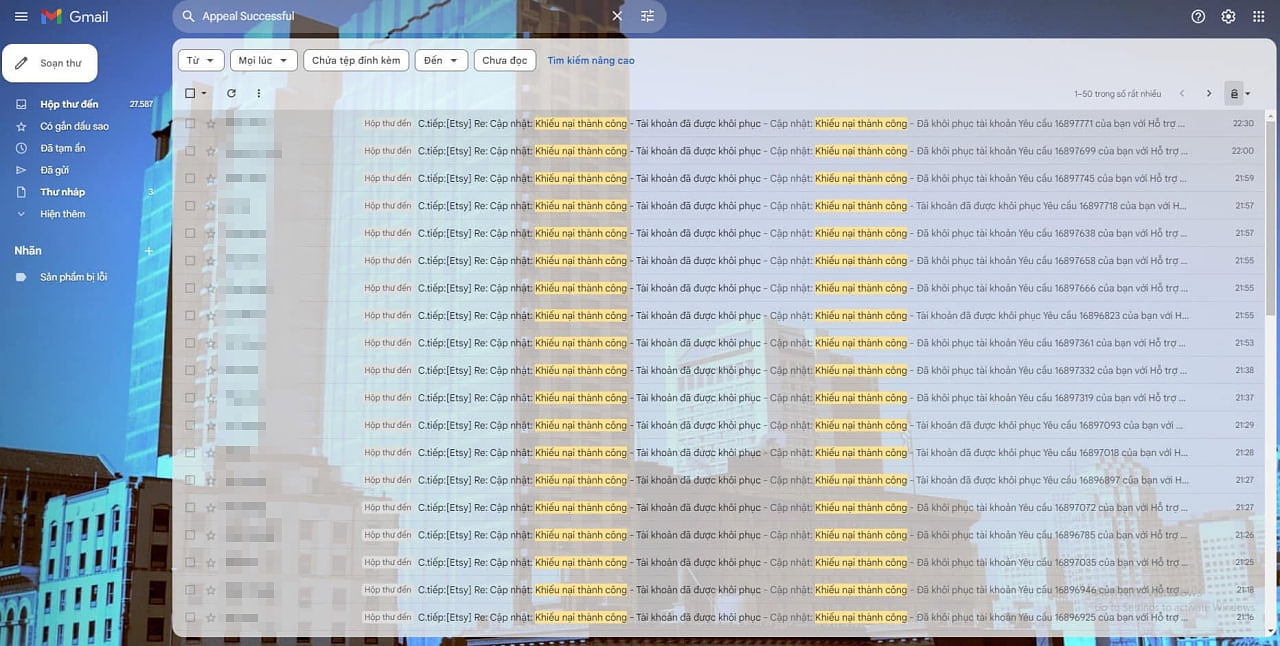 Gmail
Appeal Successful
Soạn thư
Từ Mọi lúc Chứa tệp đính kèm Đến Chưa đọc Tìm kiếm nâng cao
1–50 trong số rất nhiều
Hộp thư đến 27.587
Có gắn dấu sao
Đã tạm ẩn
Đã gửi
Thư nháp 3
Hiện thêm
Nhãn
Sản phẩm bị lỗi
Hộp thư đến C.tiếp:[Etsy] Re: Cập nhật: Khiếu nại thành công - Tài khoản đã được khôi phục - Cập nhật: Khiếu nại thành công - Đã khôi phục tài khoản Yêu cầu 16897771 của bạn với Hỗ trợ ... 22:30
Hộp thư đến C.tiếp:[Etsy] Re: Cập nhật: Khiếu nại thành công - Tài khoản đã được khôi phục - Cập nhật: Khiếu nại thành công - Đã khôi phục tài khoản Yêu cầu 16897699 của bạn với Hỗ trợ ... 22:00
Hộp thư đến C.tiếp:[Etsy] Re: Cập nhật: Khiếu nại thành công - Tài khoản đã được khôi phục - Cập nhật: Khiếu nại thành công - Đã khôi phục tài khoản Yêu cầu 16897745 của bạn với Hỗ trợ ... 21:59
Hộp thư đến C.tiếp:[Etsy] Re: Cập nhật: Khiếu nại thành công - Tài khoản đã được khôi phục - Cập nhật: Khiếu nại thành công - Tài khoản đã được khôi phục Yêu cầu 16897718 của bạn với H... 21:57
Hộp thư đến C.tiếp:[Etsy] Re: Cập nhật: Khiếu nại thành công - Tài khoản đã được khôi phục - Cập nhật: Khiếu nại thành công - Đã khôi phục tài khoản Yêu cầu 16897638 của bạn với Hỗ trợ ... 21:57
Hộp thư đến C.tiếp:[Etsy] Re: Cập nhật: Khiếu nại thành công - Tài khoản đã được khôi phục - Cập nhật: Khiếu nại thành công - Đã khôi phục tài khoản Yêu cầu 16897658 của bạn với Hỗ trợ ... 21:55
Hộp thư đến C.tiếp:[Etsy] Re: Cập nhật: Khiếu nại thành công - Tài khoản đã được khôi phục - Cập nhật: Khiếu nại thành công - Đã khôi phục tài khoản Yêu cầu 16897666 của bạn với Hỗ trợ ... 21:55
Hộp thư đến C.tiếp:[Etsy] Re: Cập nhật: Khiếu nại thành công - Tài khoản đã được khôi phục - Cập nhật: Khiếu nại thành công - Tài khoản đã được khôi phục Yêu cầu 16896823 của bạn với H... 21:55
Hộp thư đến C.tiếp:[Etsy] Re: Cập nhật: Khiếu nại thành công - Tài khoản đã được khôi phục - Cập nhật: Khiếu nại thành công - Đã khôi phục tài khoản Yêu cầu 16897361 của bạn với Hỗ trợ ... 21:53
Hộp thư đến C.tiếp:[Etsy] Re: Cập nhật: Khiếu nại thành công - Tài khoản đã được khôi phục - Cập nhật: Khiếu nại thành công - Đã khôi phục tài khoản Yêu cầu 16897332 của bạn với Hỗ trợ ... 21:38
Hộp thư đến C.tiếp:[Etsy] Re: Cập nhật: Khiếu nại thành công - Tài khoản đã được khôi phục - Cập nhật: Khiếu nại thành công - Đã khôi phục tài khoản Yêu cầu 16897319 của bạn với Hỗ trợ ... 21:37
Hộp thư đến C.tiếp:[Etsy] Re: Cập nhật: Khiếu nại thành công - Tài khoản đã được khôi phục - Cập nhật: Khiếu nại thành công - Tài khoản đã được khôi phục Yêu cầu 16897093 của bạn với ... 21:29
Hộp thư đến C.tiếp:[Etsy] Re: Cập nhật: Khiếu nại thành công - Tài khoản đã được khôi phục - Cập nhật: Khiếu nại thành công - Tài khoản đã được khôi phục Yêu cầu 16897018 của bạn với H... 21:28
Hộp thư đến C.tiếp:[Etsy] Re: Cập nhật: Khiếu nại thành công - Tài khoản đã được khôi phục - Cập nhật: Khiếu nại thành công - Tài khoản đã được khôi phục Yêu cầu 16896897 của bạn với H... 21:27
Hộp thư đến C.tiếp:[Etsy] Re: Cập nhật: Khiếu nại thành công - Tài khoản đã được khôi phục - Cập nhật: Khiếu nại thành công - Đã khôi phục tài khoản Yêu cầu 16897072 của bạn với Hỗ trợ ... 21:27
Hộp thư đến C.tiếp:[Etsy] Re: Cập nhật: Khiếu nại thành công - Tài khoản đã được khôi phục - Cập nhật: Khiếu nại thành công - Đã khôi phục tài khoản Yêu cầu 16896785 của bạn với Hỗ trợ ... 21:26
Hộp thư đến C.tiếp:[Etsy] Re: Cập nhật: Khiếu nại thành công - Tài khoản đã được khôi phục - Cập nhật: Khiếu nại thành công - Đã khôi phục tài khoản Yêu cầu 16897035 của bạn với Hỗ trợ ... 21:25
Hộp thư đến C.tiếp:[Etsy] Re: Cập nhật: Khiếu nại thành công - Tài khoản đã được khôi phục - Cập nhật: Khiếu nại thành công - Đã khôi phục tài khoản Yêu cầu 16896946 của bạn với Hỗ trợ ... 21:18
Go to Settings to activate Windows
Hộp thư đến C.tiếp:[Etsy] Re: Cập nhật: Khiếu nại thành công - Tài khoản đã được khôi phục - Cập nhật: Khiếu nại thành công - Đã khôi phục tài khoản Yêu cầu 16896925 của bạn với Hỗ trợ ... 21:16